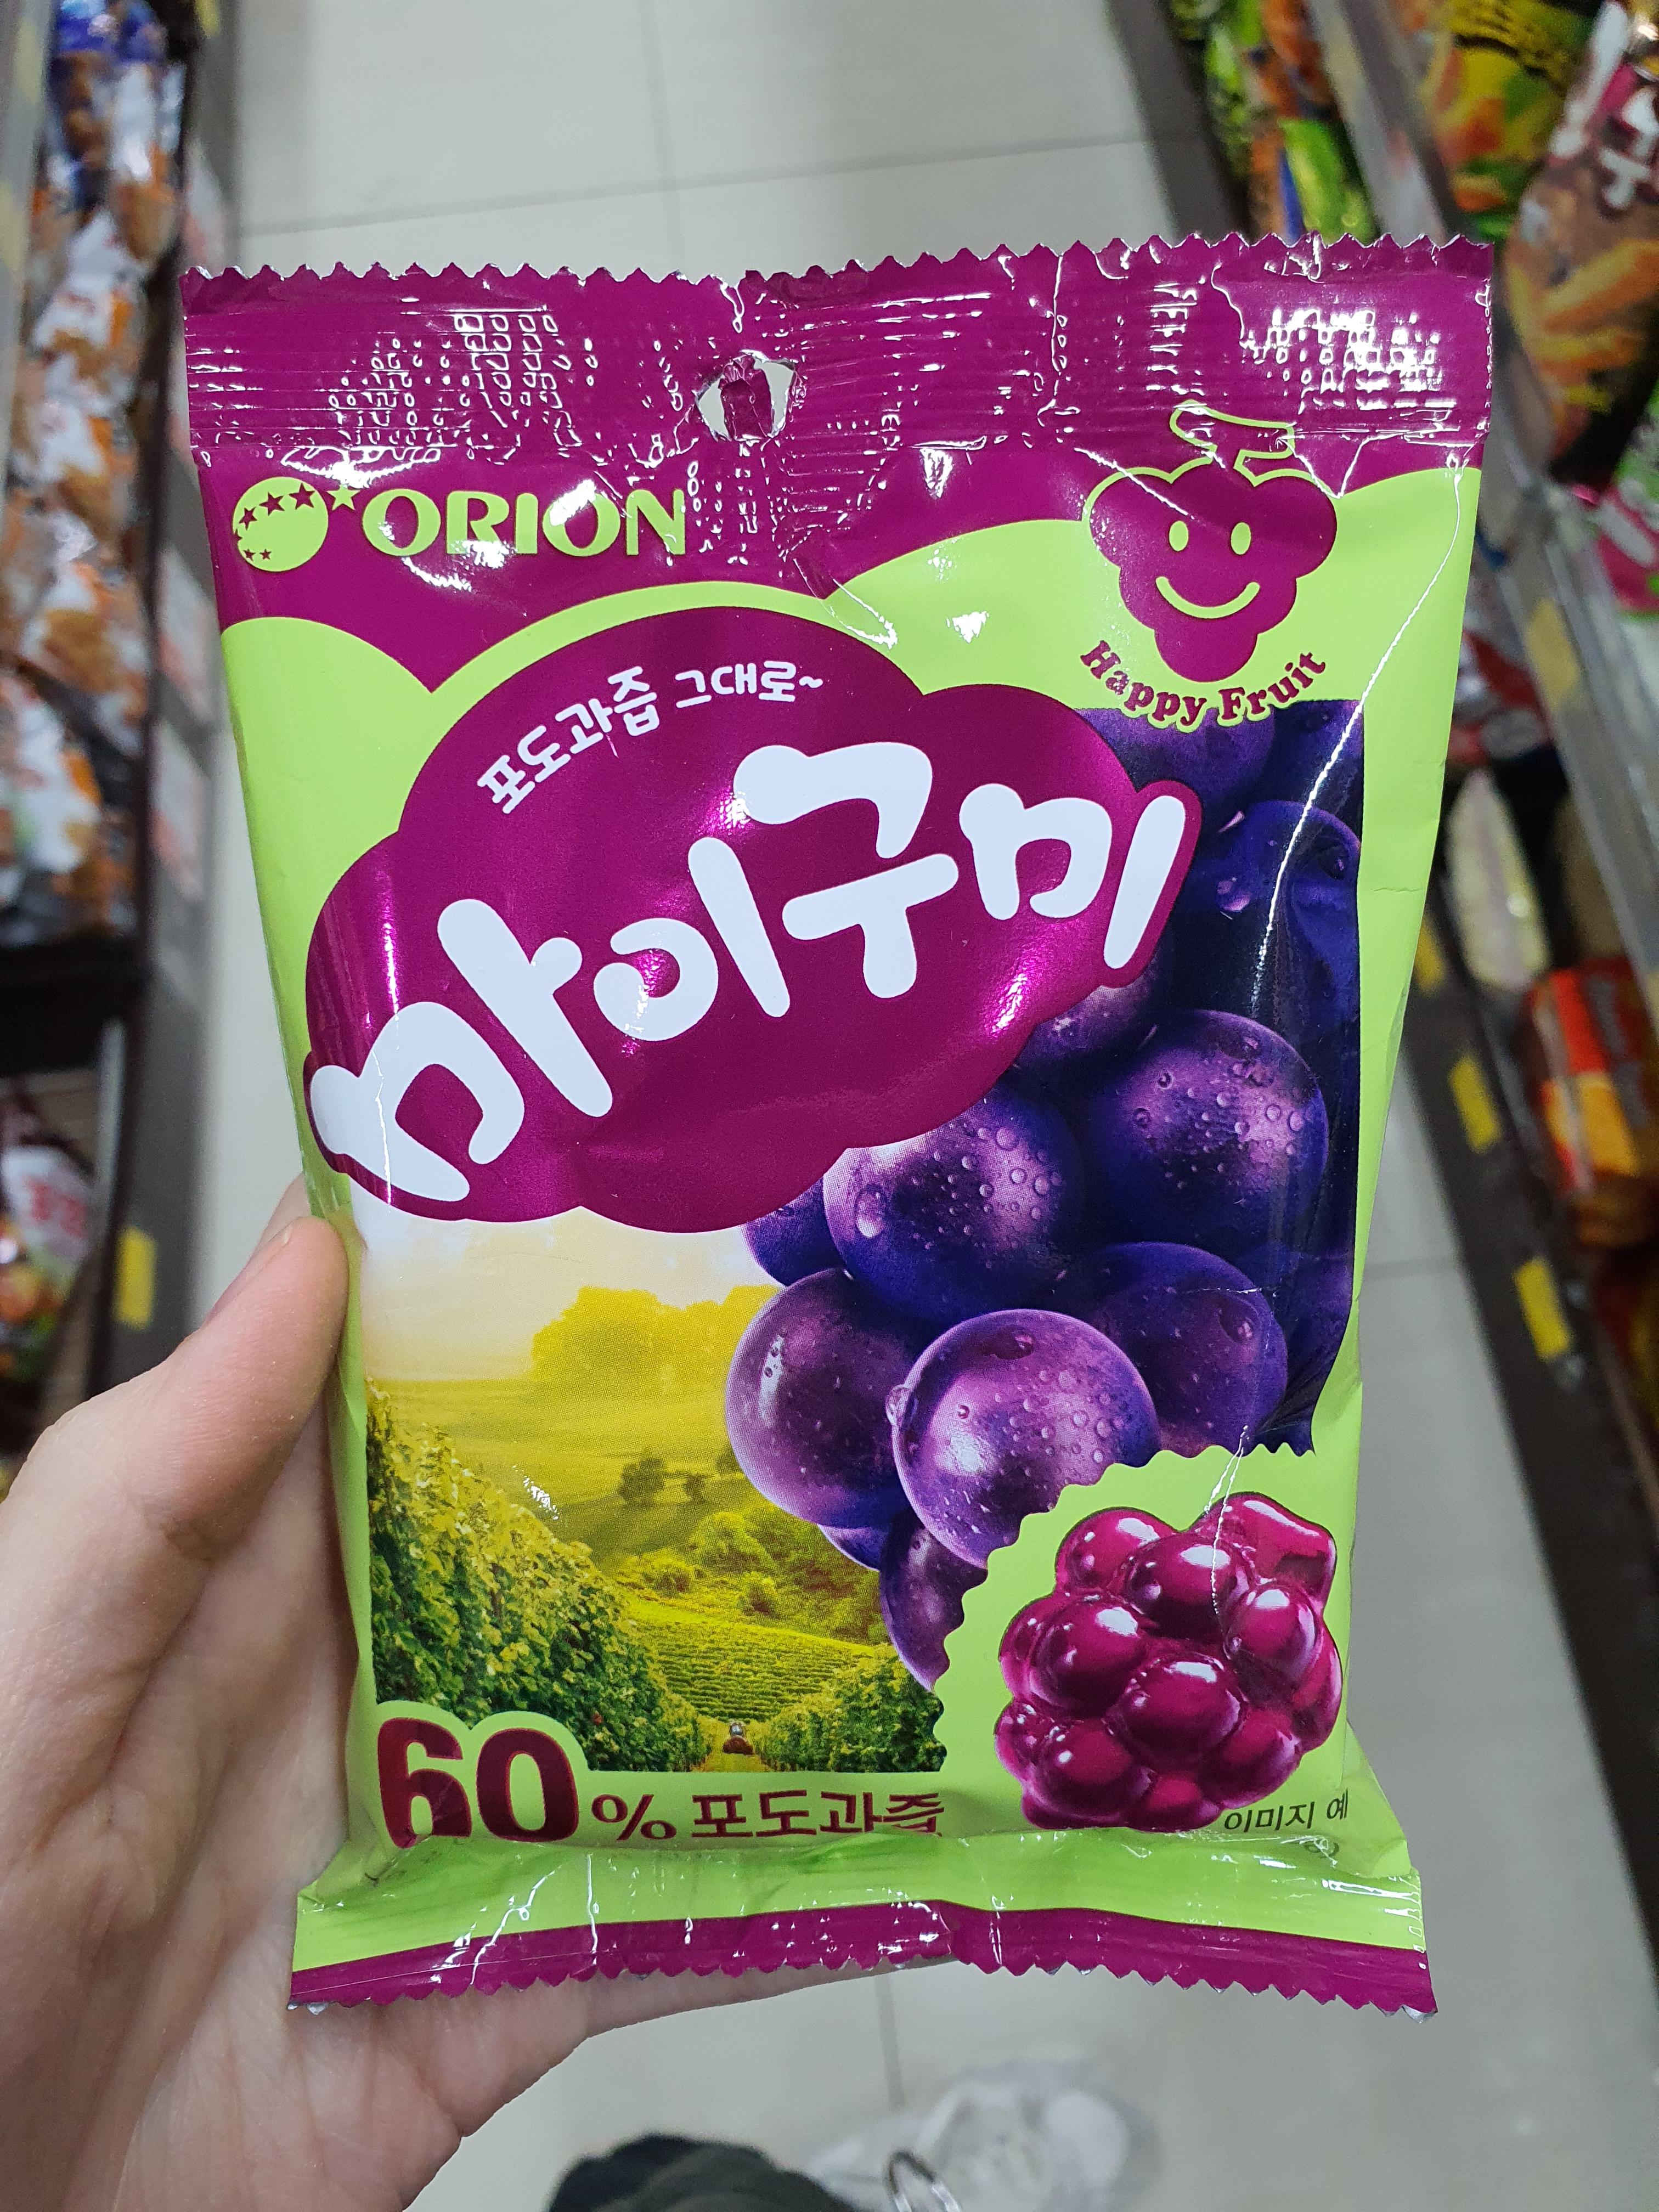 ORION
Happy Fruit
포도과즙 그대로~
마이구미
60% 포도과즙
이미지 예